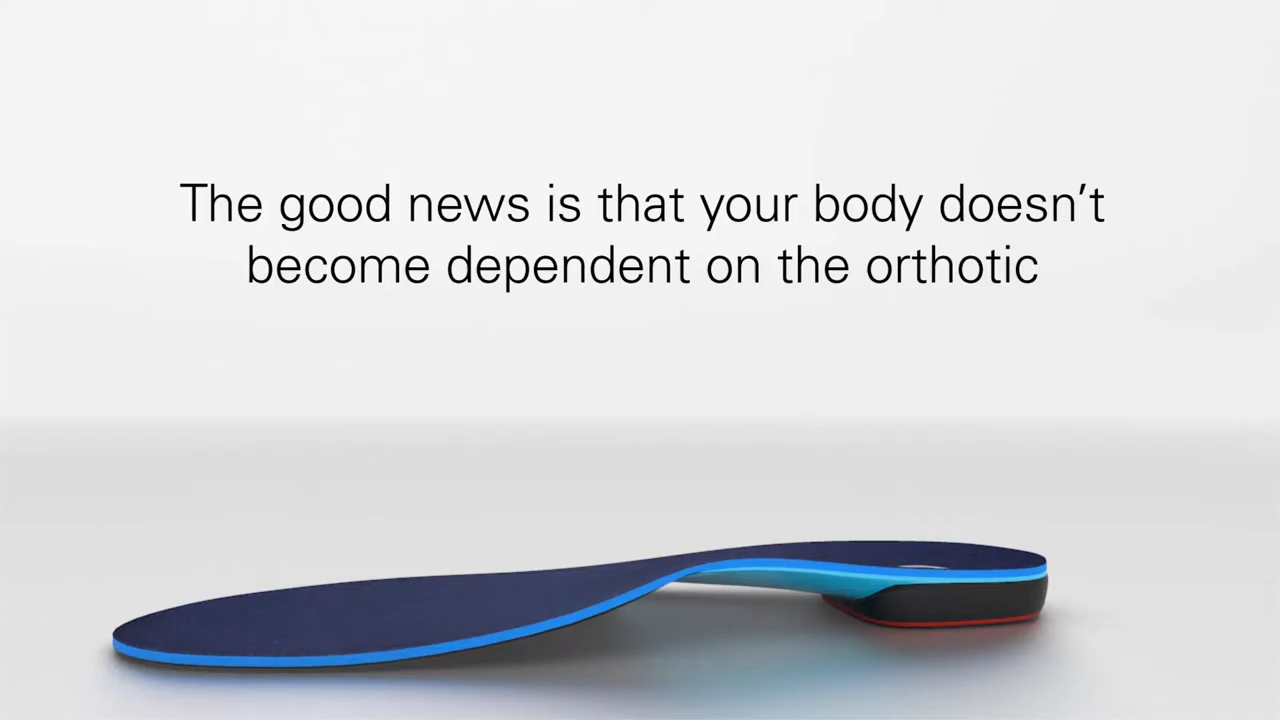 The good news is that your body doesn’t
become dependent on the orthotic